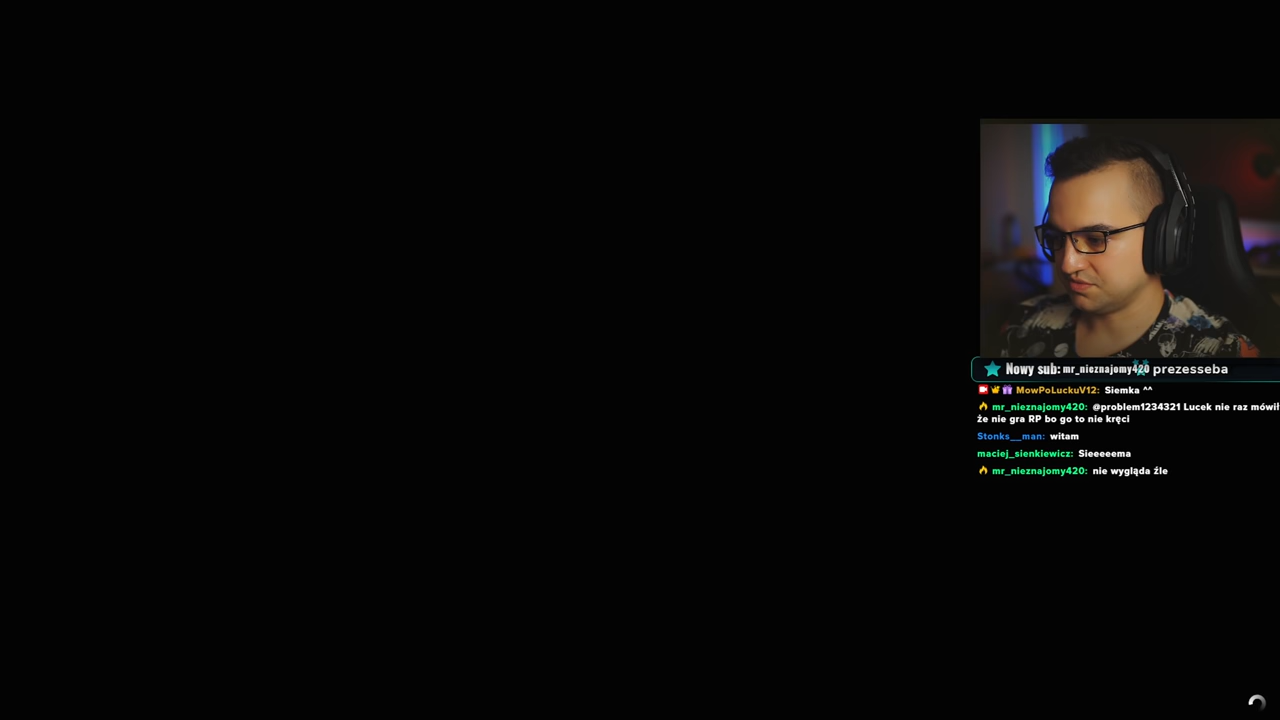 Nowy sub: mr_nieznajomy420 prezesseba
MowPoLuckuV12: Siemka ^^
mr_nieznajomy420: @problem1234321 Lucek nie raz mówił
że nie gra RP bo go to nie kręci
Stonks__man: witam
maciej_sienkiewicz: Sieeeeema
mr_nieznajomy420: nie wygląda źle